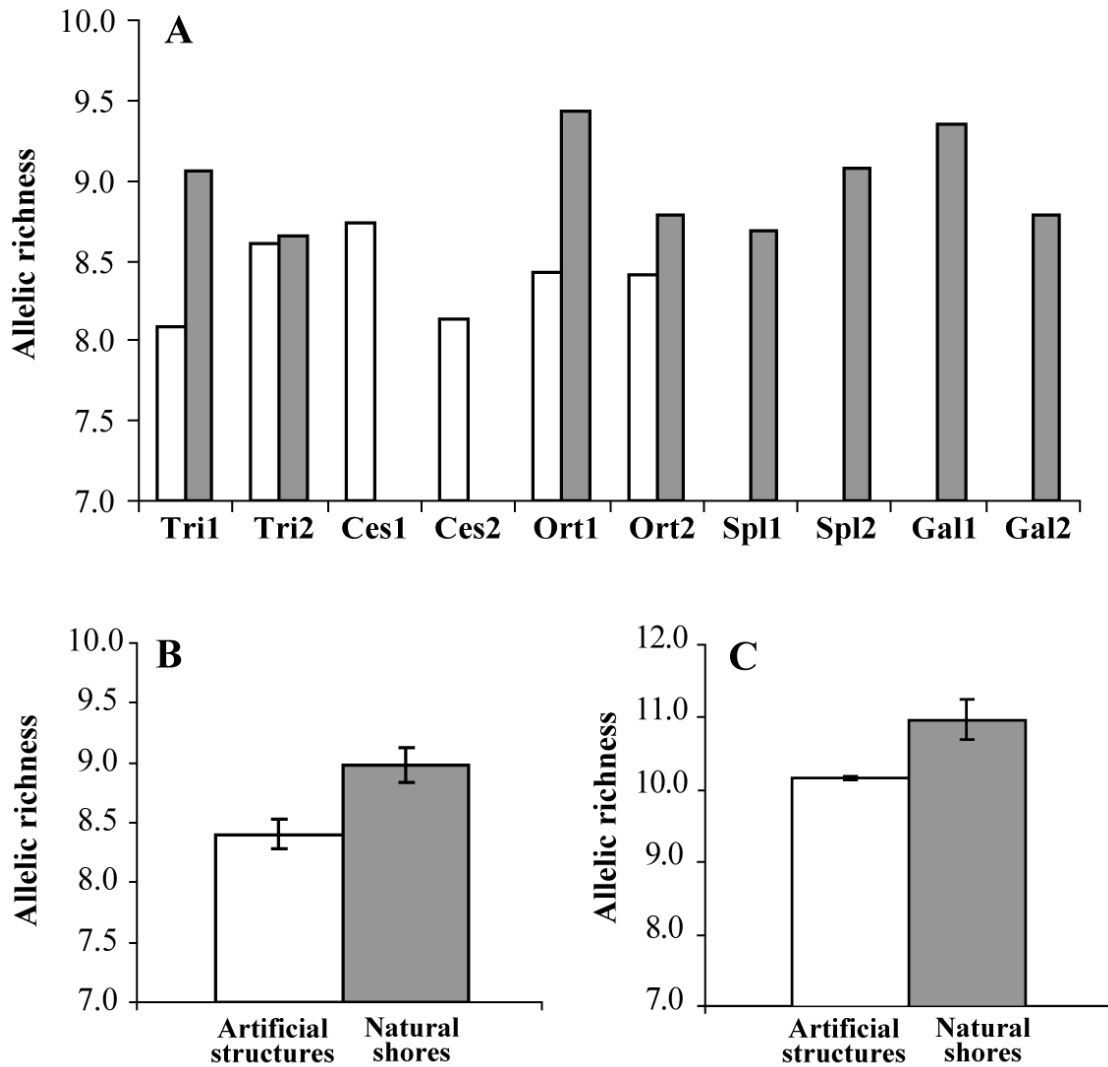 A
Allelic richness
10.0
9.5
9.0
8.5
8.0
7.5
7.0
Tri1 Tri2 Ces1 Ces2 Ort1 Ort2 Spl1 Spl2 Gal1 Gal2
B
Allelic richness
10.0
9.5
9.0
8.5
8.0
7.5
7.0
Artificial Natural
structures shores
C
Allelic richness
12.0
11.0
10.0
9.0
8.0
7.0
Artificial Natural
structures shores